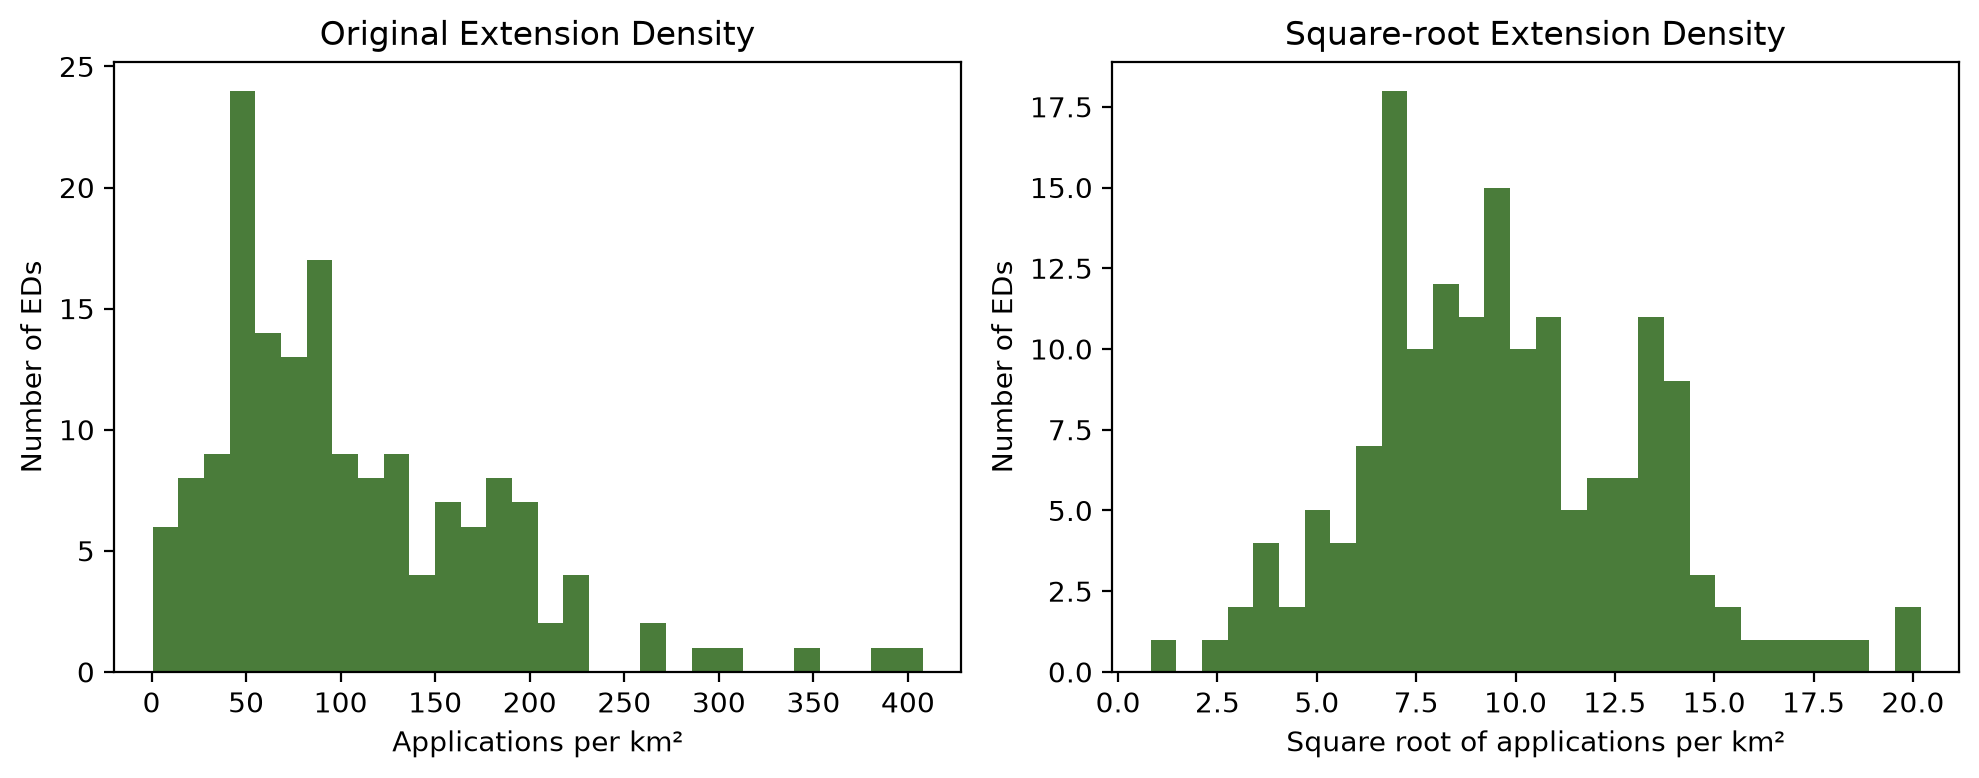 Original Extension Density
25
20
15
10
5
0
Number of EDs
0 50 100 150 200 250 300 350 400
Applications per km²
Square-root Extension Density
17.5
15.0
12.5
10.0
7.5
5.0
2.5
0.0
Number of EDs
0.0 2.5 5.0 7.5 10.0 12.5 15.0 17.5 20.0
Square root of applications per km²